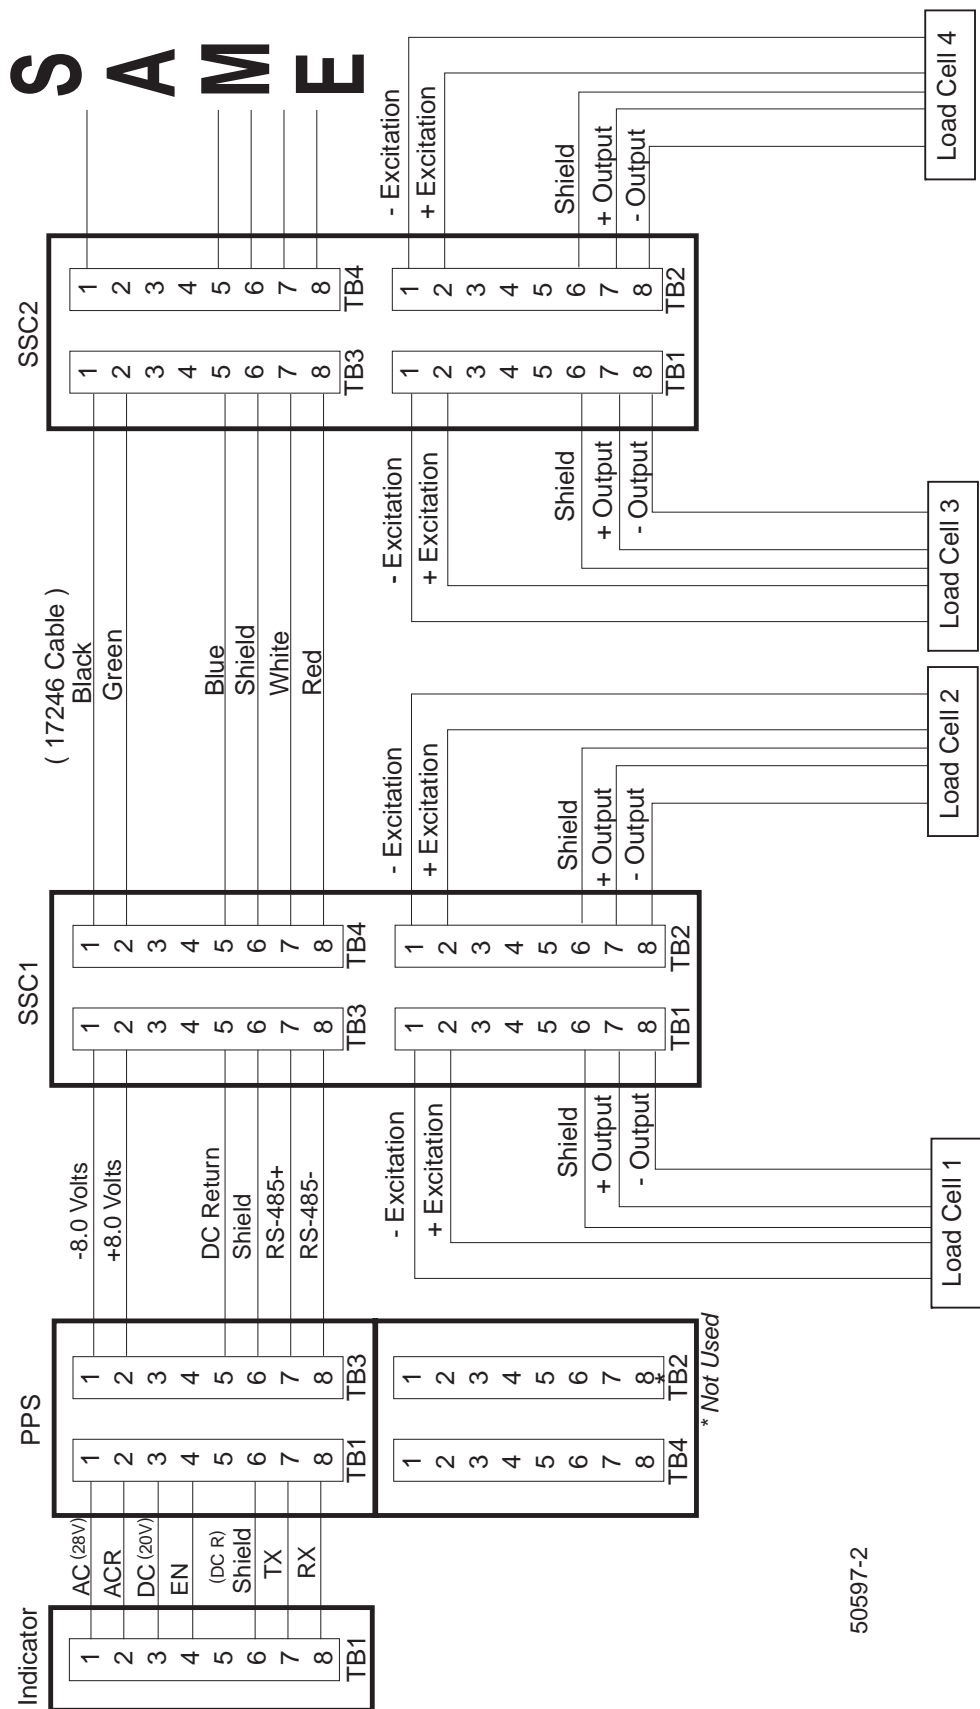 Indicator
1
2
3
4
5
6
7
8
TB1
AC (28V)
ACR
DC (20V)
EN
(DC R)
Shield
TX
RX
PPS
1
2
3
4
5
6
7
8
TB1
1
2
3
4
5
6
7
8
TB3
1
2
3
4
5
6
7
8
TB4
1
2
3
4
5
6
7
8
*
TB2
* Not Used
-8.0 Volts
+8.0 Volts
DC Return
Shield
RS-485+
RS-485-
SSC1
1
2
3
4
5
6
7
8
TB3
1
2
3
4
5
6
7
8
TB4
1
2
3
4
5
6
7
8
TB1
1
2
3
4
5
6
7
8
TB2
- Excitation
+ Excitation
Shield
+ Output
- Output
Load Cell 1
- Excitation
+ Excitation
Shield
+ Output
- Output
Load Cell 2
( 17246 Cable )
Black
Green
Blue
Shield
White
Red
SSC2
1
2
3
4
5
6
7
8
TB3
1
2
3
4
5
6
7
8
TB4
1
2
3
4
5
6
7
8
TB1
1
2
3
4
5
6
7
8
TB2
- Excitation
+ Excitation
Shield
+ Output
- Output
Load Cell 3
- Excitation
+ Excitation
Shield
+ Output
- Output
Load Cell 4
S
A
M
E
50597-2